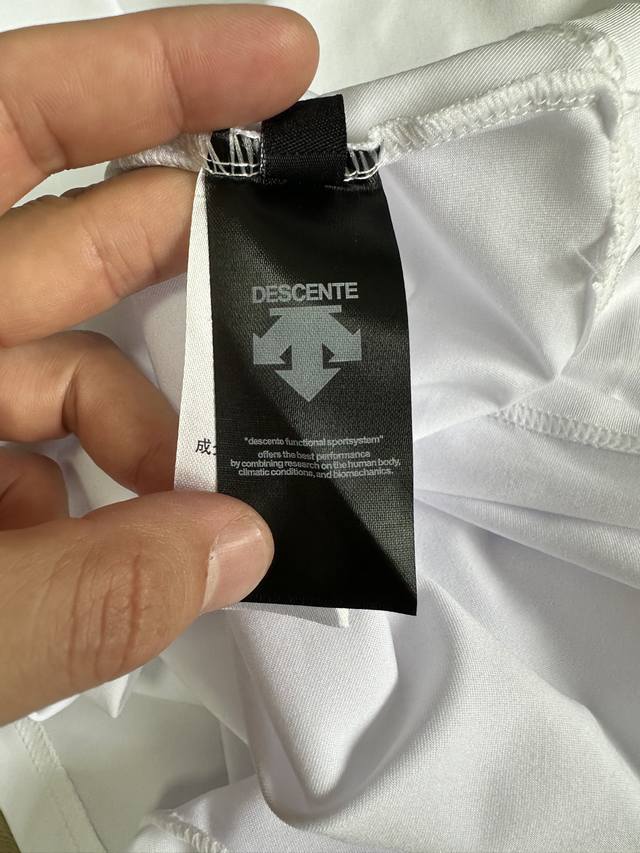 DESCENTE
"descente functional sportsystem"
offers the best performance
by combining research on the human body,
climatic conditions, and biomachanics.
成